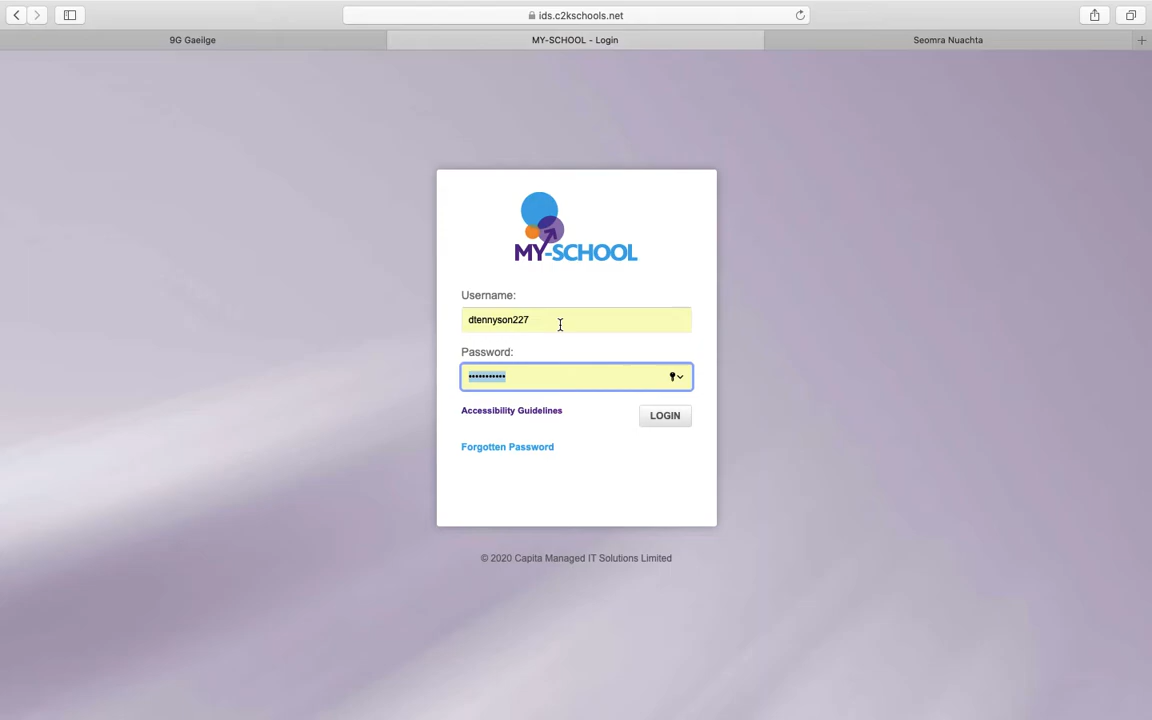 ids.c2kschools.net
9G Gaeilge
MY-SCHOOL - Login
Seomra Nuachta
MY-SCHOOL
Username:
dtennyson227
Password:
•••••••••••
Accessibility Guidelines
LOGIN
Forgotten Password
© 2020 Capita Managed IT Solutions Limited